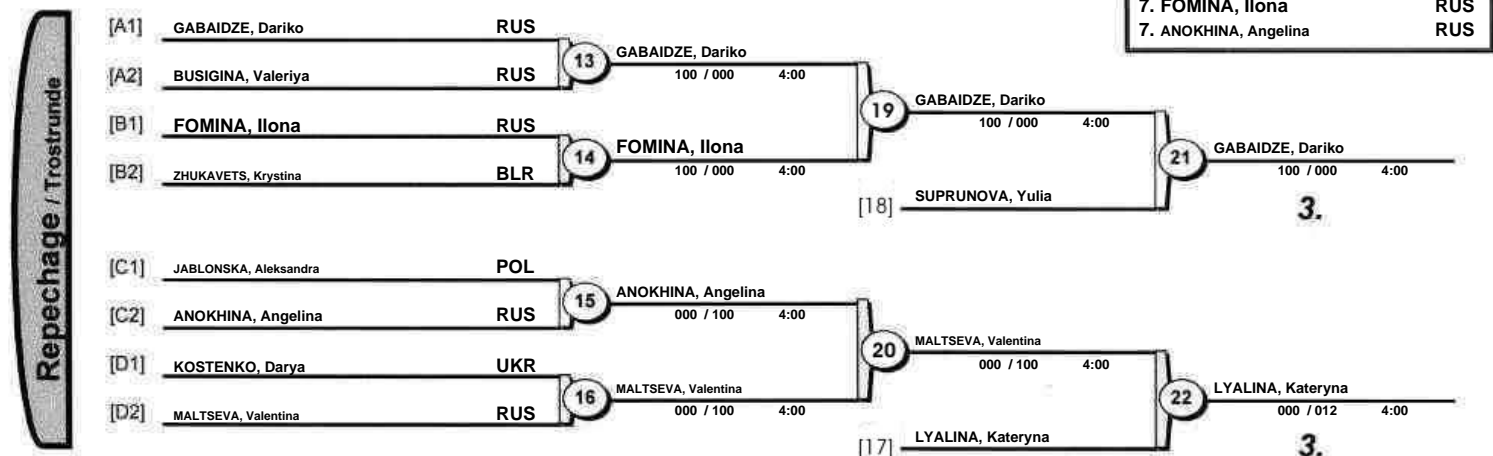 7. FOMINA, Ilona RUS
7. ANOKHINA, Angelina RUS
Repechage / Trostrunde
[A1] GABAIDZE, Dariko RUS
13 GABAIDZE, Dariko
100 / 000 4:00
[A2] BUSIGINA, Valeriya RUS
19 GABAIDZE, Dariko
100 / 000 4:00
[B1] FOMINA, Ilona RUS
14 FOMINA, Ilona
100 / 000 4:00
[B2] ZHUKAVETS, Krystina BLR
21 GABAIDZE, Dariko
100 / 000 4:00
[18] SUPRUNOVA, Yulia
3.
[C1] JABLONSKA, Aleksandra POL
15 ANOKHINA, Angelina
000 / 100 4:00
[C2] ANOKHINA, Angelina RUS
20 MALTSEVA, Valentina
000 / 100 4:00
[D1] KOSTENKO, Darya UKR
16 MALTSEVA, Valentina
000 / 100 4:00
[D2] MALTSEVA, Valentina RUS
22 LYALINA, Kateryna
000 / 012 4:00
[17] LYALINA, Kateryna
3.